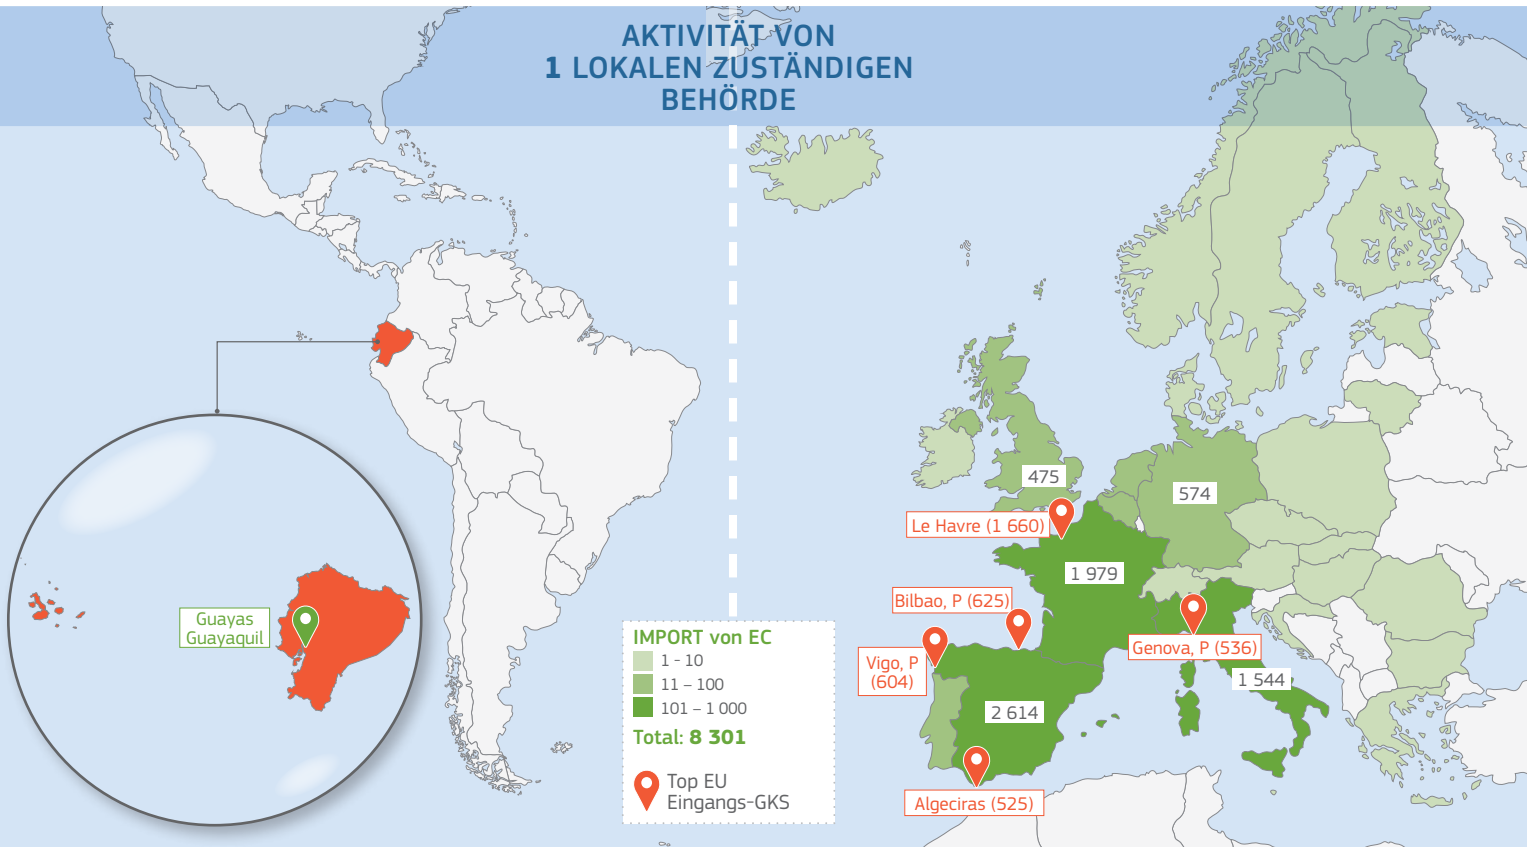 AKTIVITÄT VON
1 LOKALEN ZUSTÄNDIGEN
BEHÖRDE
475
574
Le Havre (1 660)
1 979
Bilbao, P (625)
Guayas
Guayaquil
Vigo, P
(604)
Genova, P (536)
1 544
2 614
Algeciras (525)
IMPORT von EC
1 - 10
11 – 100
101 – 1 000
Total: 8 301
Top EU
Eingangs-GKS